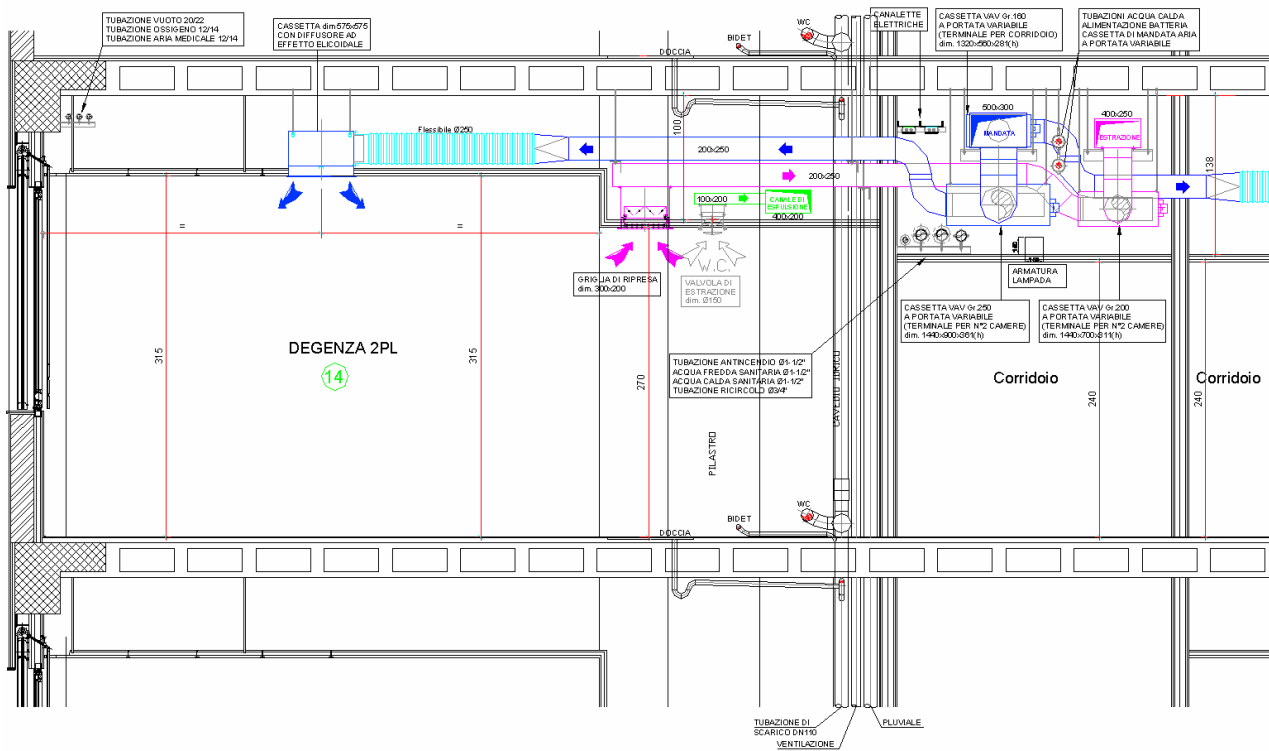 TUBAZIONE VUOTO 20/22
TUBAZIONE OSSIGENO 12/14
TUBAZIONE ARIA MEDICALE 12/14
CASSETTA dim 575x575
CON DIFFUSORE AD
EFFETTO ELICOIDALE
WC
BIDET
DOCCIA
CANALETTE
ELETTRICHE
CASSETTA VAV Gr.160
A PORTATA VARIABILE
(TERMINALE PER CORRIDOIO)
dim. 1320x560x281(h)
TUBAZIONI ACQUA CALDA
ALIMENTAZIONE BATTERIA
CASSETTA DI MANDATA ARIA
A PORTATA VARIABILE
500x300
400x250
MANDATA
ESTRAZIONE
Flessibile Ø250
100
200x250
200x250
138
100x200
CANALE DI
ESPULSIONE
400x200
=
=
W.C.
GRIGLIA DI RIPRESA
dim. 300x200
VALVOLA DI
ESTRAZIONE
dim. Ø150
ARMATURA
LAMPADA
CASSETTA VAV Gr.250
A PORTATA VARIABILE
(TERMINALE PER N°2 CAMERE)
dim. 1440x900x361(h)
CASSETTA VAV Gr.200
A PORTATA VARIABILE
(TERMINALE PER N°2 CAMERE)
dim. 1440x700x311(h)
DEGENZA 2PL
14
315
315
270
TUBAZIONE ANTINCENDIO Ø1-1/2"
ACQUA FREDDA SANITARIA Ø1-1/2"
ACQUA CALDA SANITARIA Ø1-1/2"
TUBAZIONE RICIRCOLO Ø3/4"
CAVEDIO IDRICO
PILASTRO
Corridoio
Corridoio
240
240
WC
BIDET
DOCCIA
TUBAZIONE DI
SCARICO DN110
VENTILAZIONE
PLUVIALE